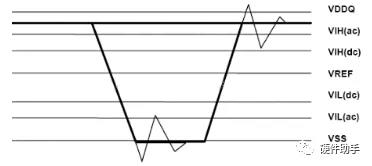 VDDQ
VIH(ac)
VIH(dc)
VREF
VIL(dc)
VIL(ac)
VSS
硬件助手